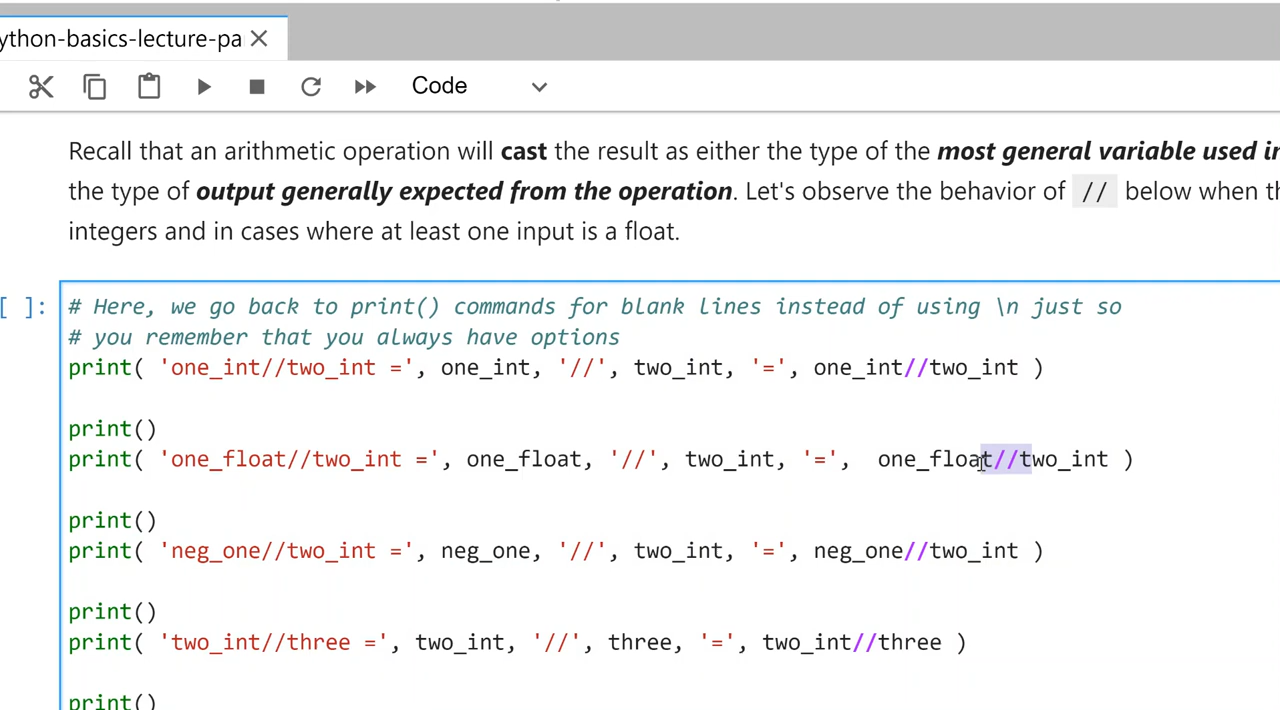 ython-basics-lecture-pa
Code
Recall that an arithmetic operation will cast the result as either the type of the most general variable used in
the type of output generally expected from the operation. Let's observe the behavior of // below when th
integers and in cases where at least one input is a float.
[ ]:
# Here, we go back to print() commands for blank lines instead of using \n just so
# you remember that you always have options
print( 'one_int//two_int =', one_int, '//', two_int, '=', one_int//two_int )
print()
print( 'one_float//two_int =', one_float, '//', two_int, '=',  one_float//two_int )
print()
print( 'neg_one//two_int =', neg_one, '//', two_int, '=', neg_one//two_int )
print()
print( 'two_int//three =', two_int, '//', three, '=', two_int//three )
print()